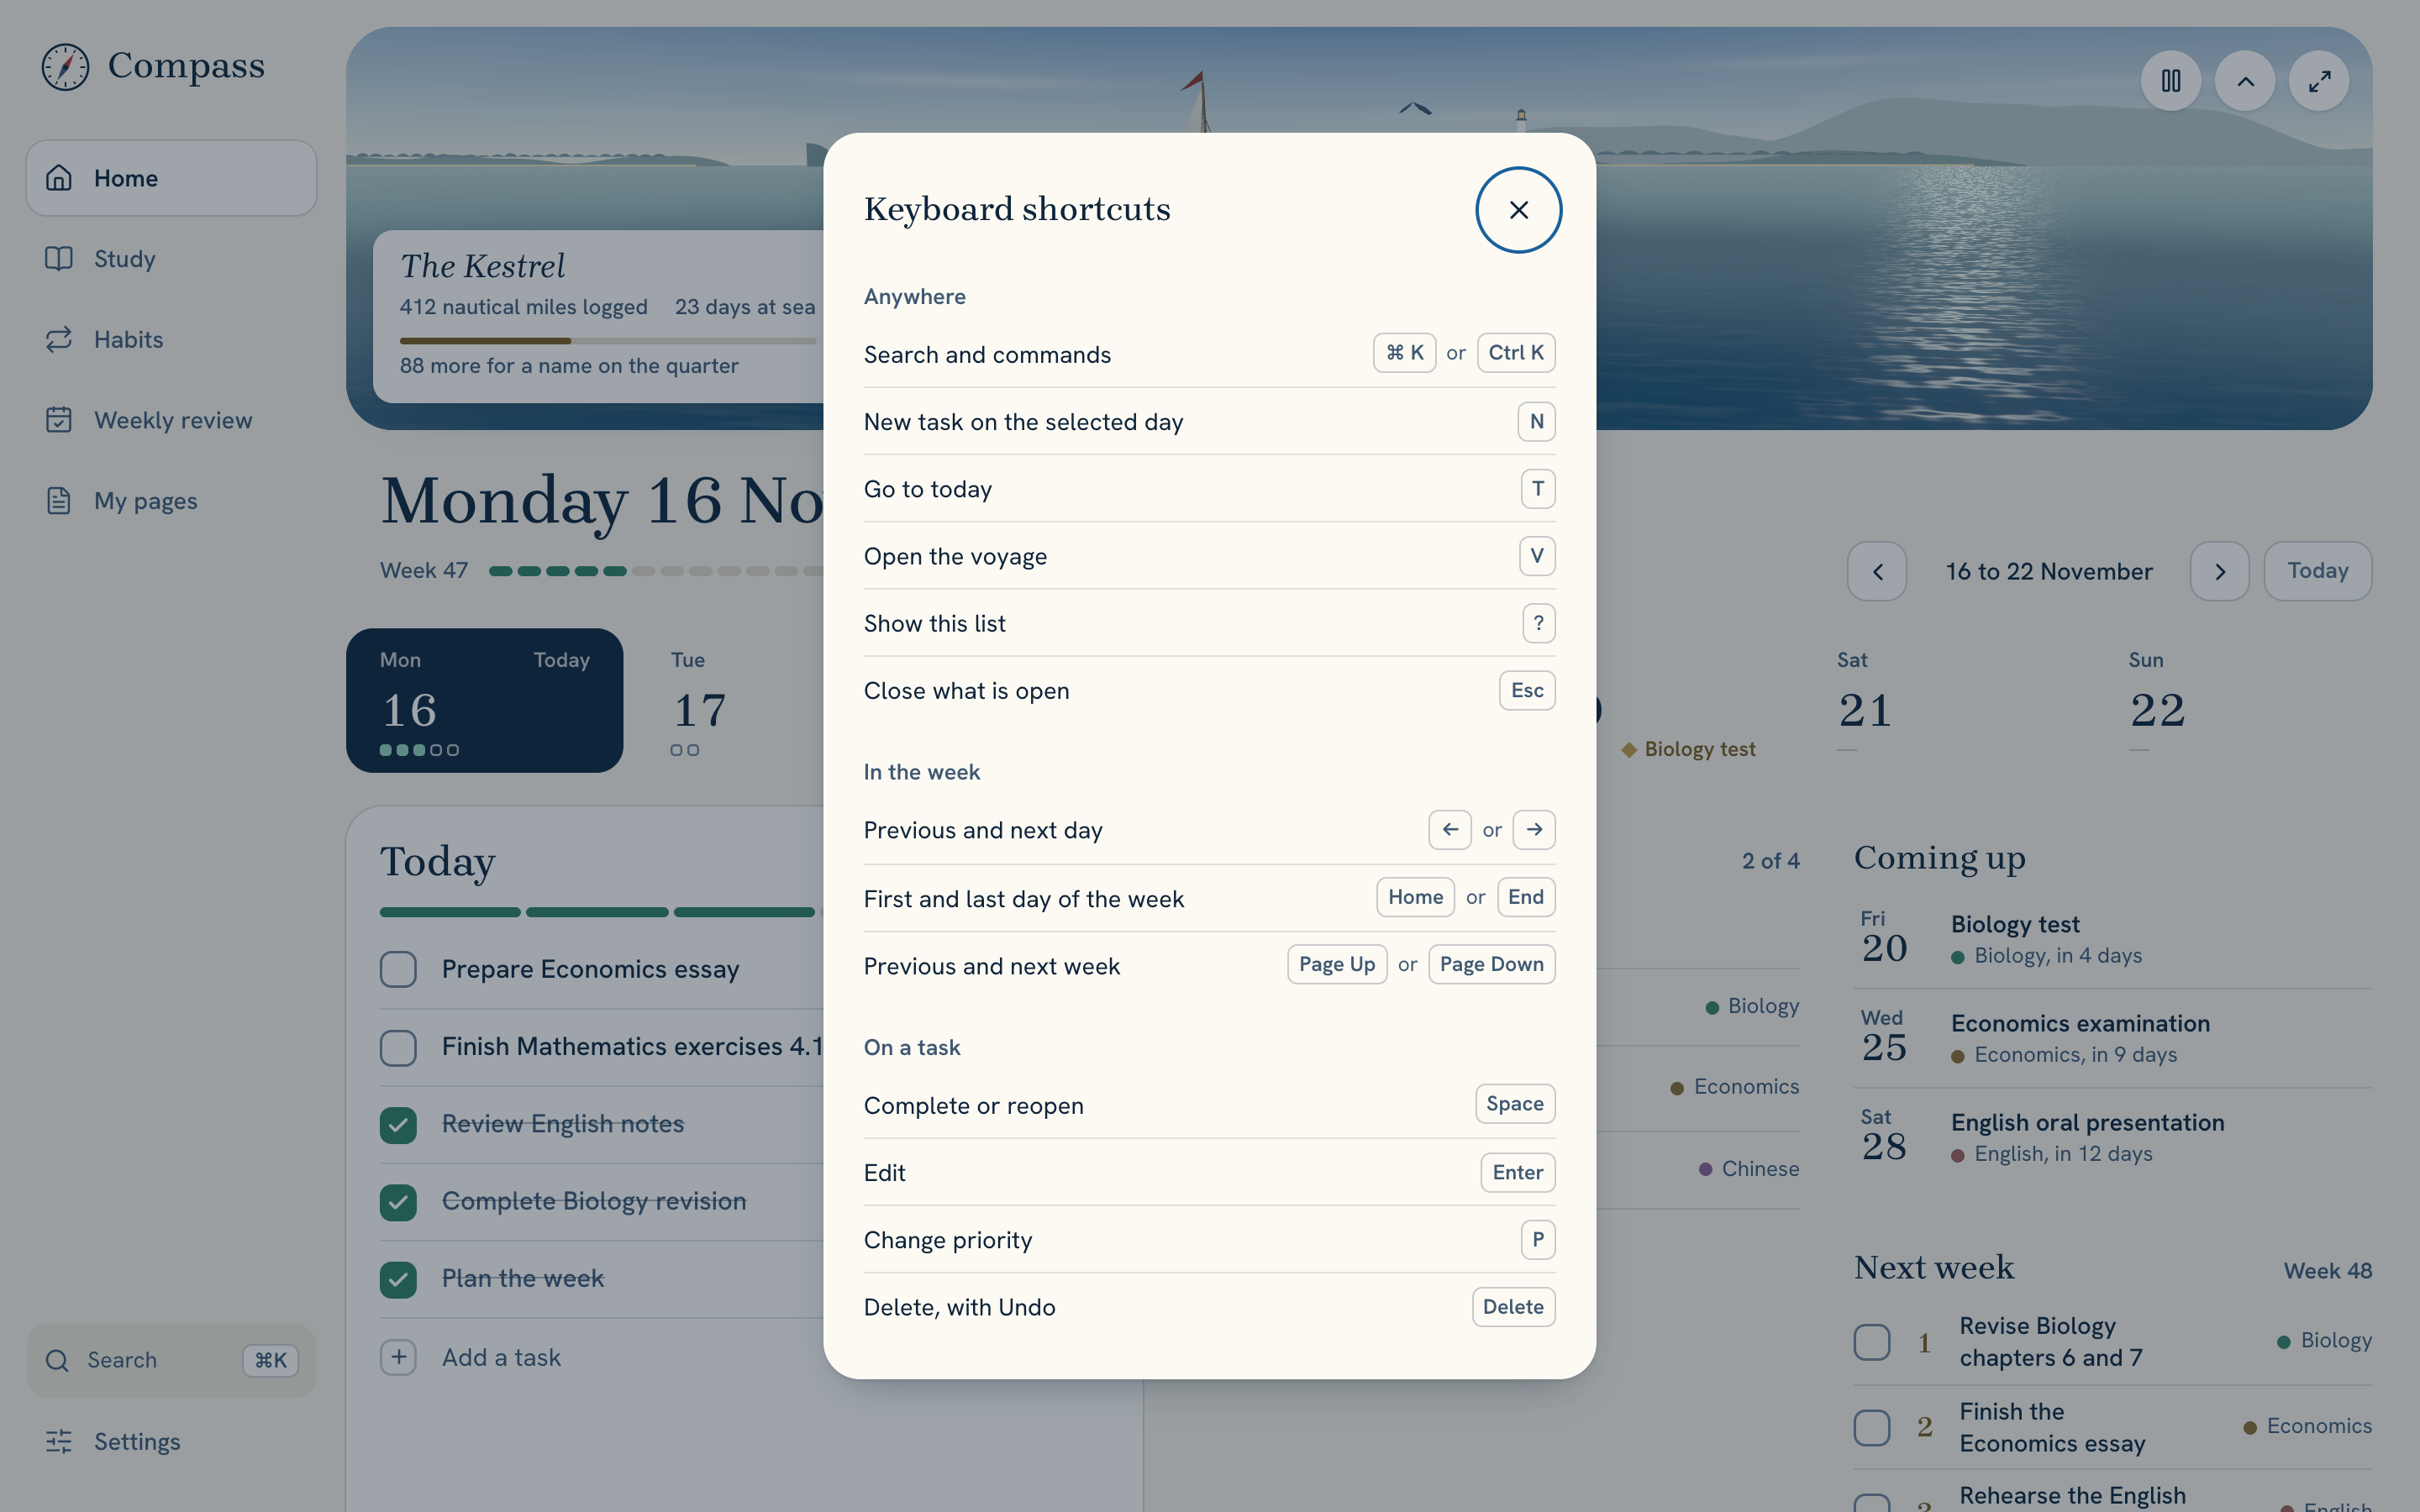 Compass
Home
Study
Habits
Weekly review
My pages
Search ⌘K
Settings
The Kestrel
412 nautical miles logged 23 days at sea
88 more for a name on the quarter
Monday 16
Week 47
16 to 22 November
Today
Mon Today
16
Tue
17
Biology test
Sat
21
Sun
22
Today
Prepare Economics essay
Finish Mathematics exercises 4.1
Review English notes
Complete Biology revision
Plan the week
Add a task
Keyboard shortcuts
Anywhere
Search and commands ⌘ K or Ctrl K
New task on the selected day N
Go to today T
Open the voyage V
Show this list ?
Close what is open Esc
In the week
Previous and next day ← or →
First and last day of the week Home or End
Previous and next week Page Up or Page Down
On a task
Complete or reopen Space
Edit Enter
Change priority P
Delete, with Undo Delete
2 of 4
Biology
Economics
Chinese
Coming up
Fri
20
Biology test
Biology, in 4 days
Wed
25
Economics examination
Economics, in 9 days
Sat
28
English oral presentation
English, in 12 days
Next week Week 48
1 Revise Biology
chapters 6 and 7
Biology
2 Finish the
Economics essay
Economics
Rehearse the English